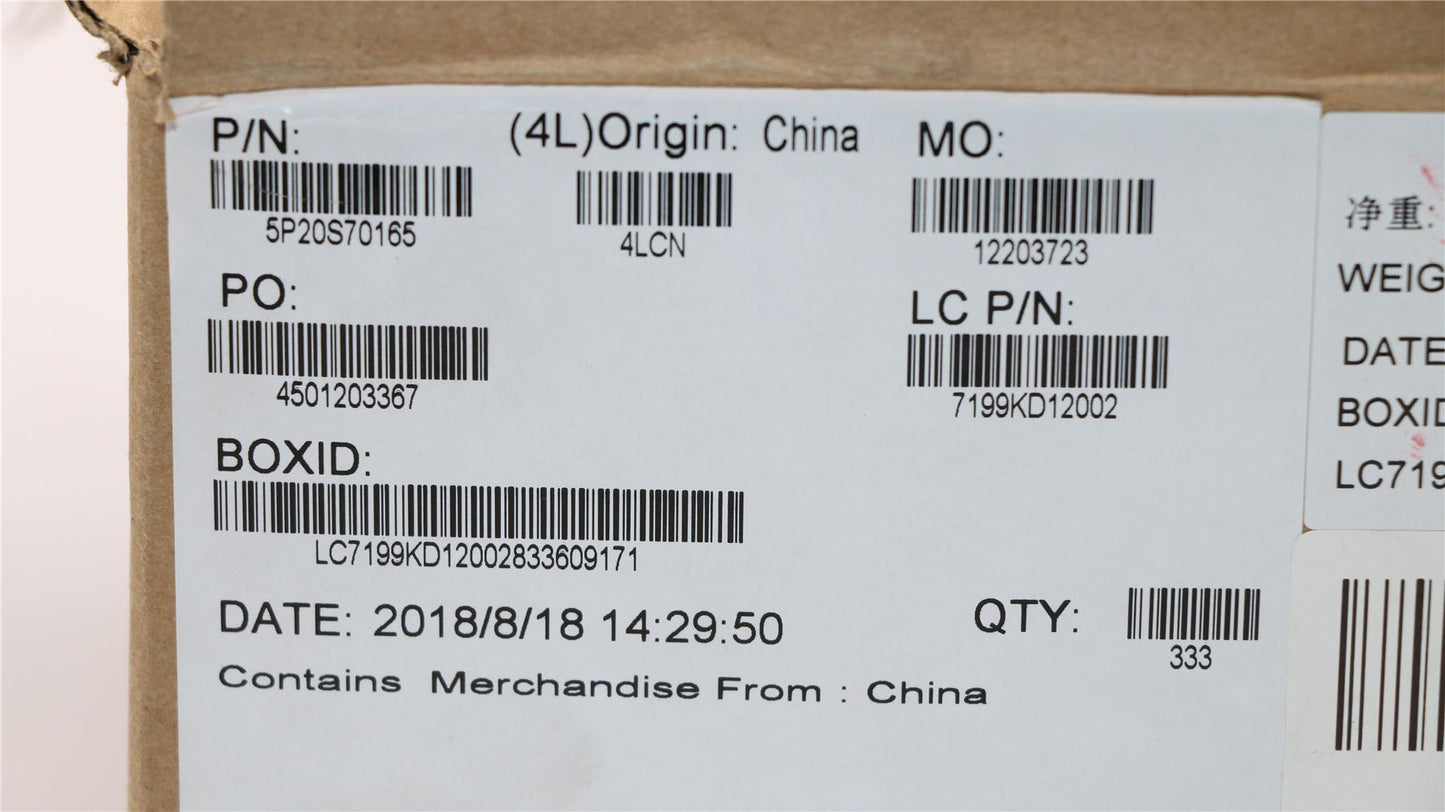 P/N:
5P20S70165
(4L)Origin: China
4LCN
MO:
12203723
PO:
4501203367
LC P/N:
7199KD12002
BOXID:
LC7199KD12002833609171
DATE: 2018/8/18 14:29:50
QTY:
333
Contains Merchandise From : China
净重:
WEIG
DATE
BOXID
LC7199